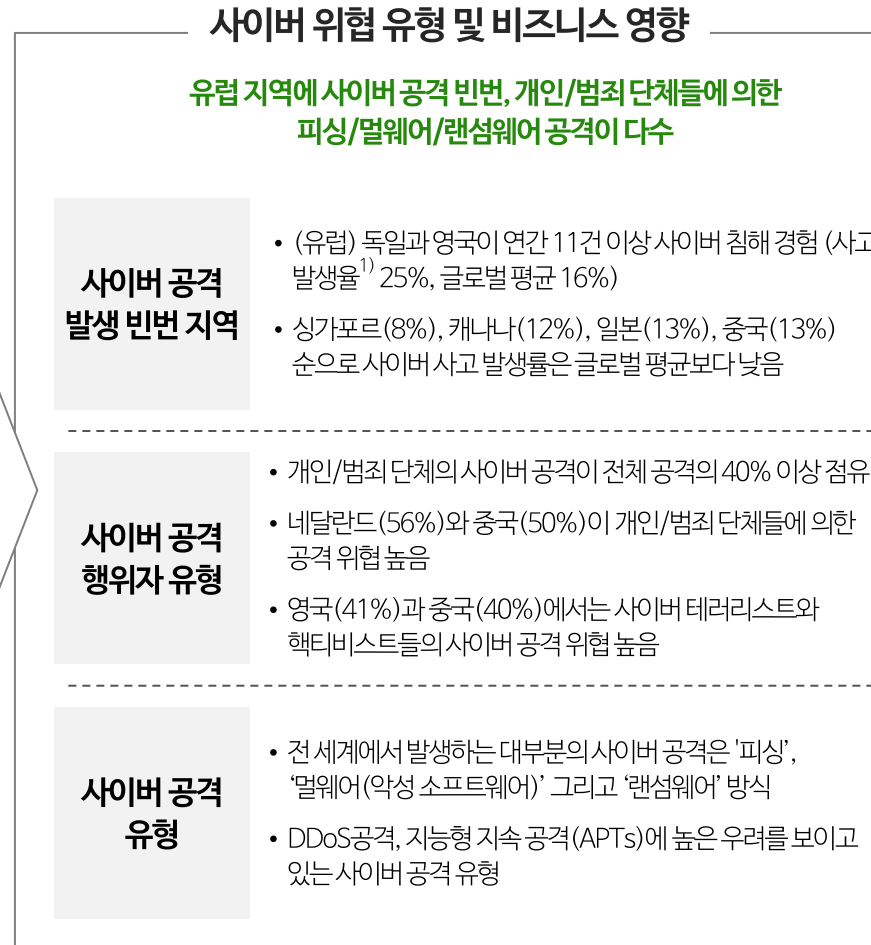 사이버 위협 유형 및 비즈니스 영향
유럽 지역에 사이버 공격 빈번, 개인/범죄 단체들에 의한
피싱/멀웨어/랜섬웨어 공격이 다수
사이버 공격
발생 빈번 지역
• (유럽) 독일과 영국이 연간 11건 이상 사이버 침해 경험 (사고
발생율1) 25%, 글로벌 평균 16%)
• 싱가포르(8%), 캐나나(12%), 일본(13%), 중국(13%)
순으로 사이버 사고 발생률은 글로벌 평균보다 낮음
사이버 공격
행위자 유형
• 개인/범죄 단체의 사이버 공격이 전체 공격의 40% 이상 점유
• 네달란드(56%)와 중국(50%)이 개인/범죄 단체들에 의한
공격 위협 높음
• 영국(41%)과 중국(40%)에서는 사이버 테러리스트와
핵티비스트들의 사이버 공격 위협 높음
사이버 공격
유형
• 전 세계에서 발생하는 대부분의 사이버 공격은 '피싱’,
‘멀웨어(악성 소프트웨어)’ 그리고 ‘랜섬웨어’ 방식
• DDoS공격, 지능형 지속 공격(APTs)에 높은 우려를 보이고
있는 사이버 공격 유형